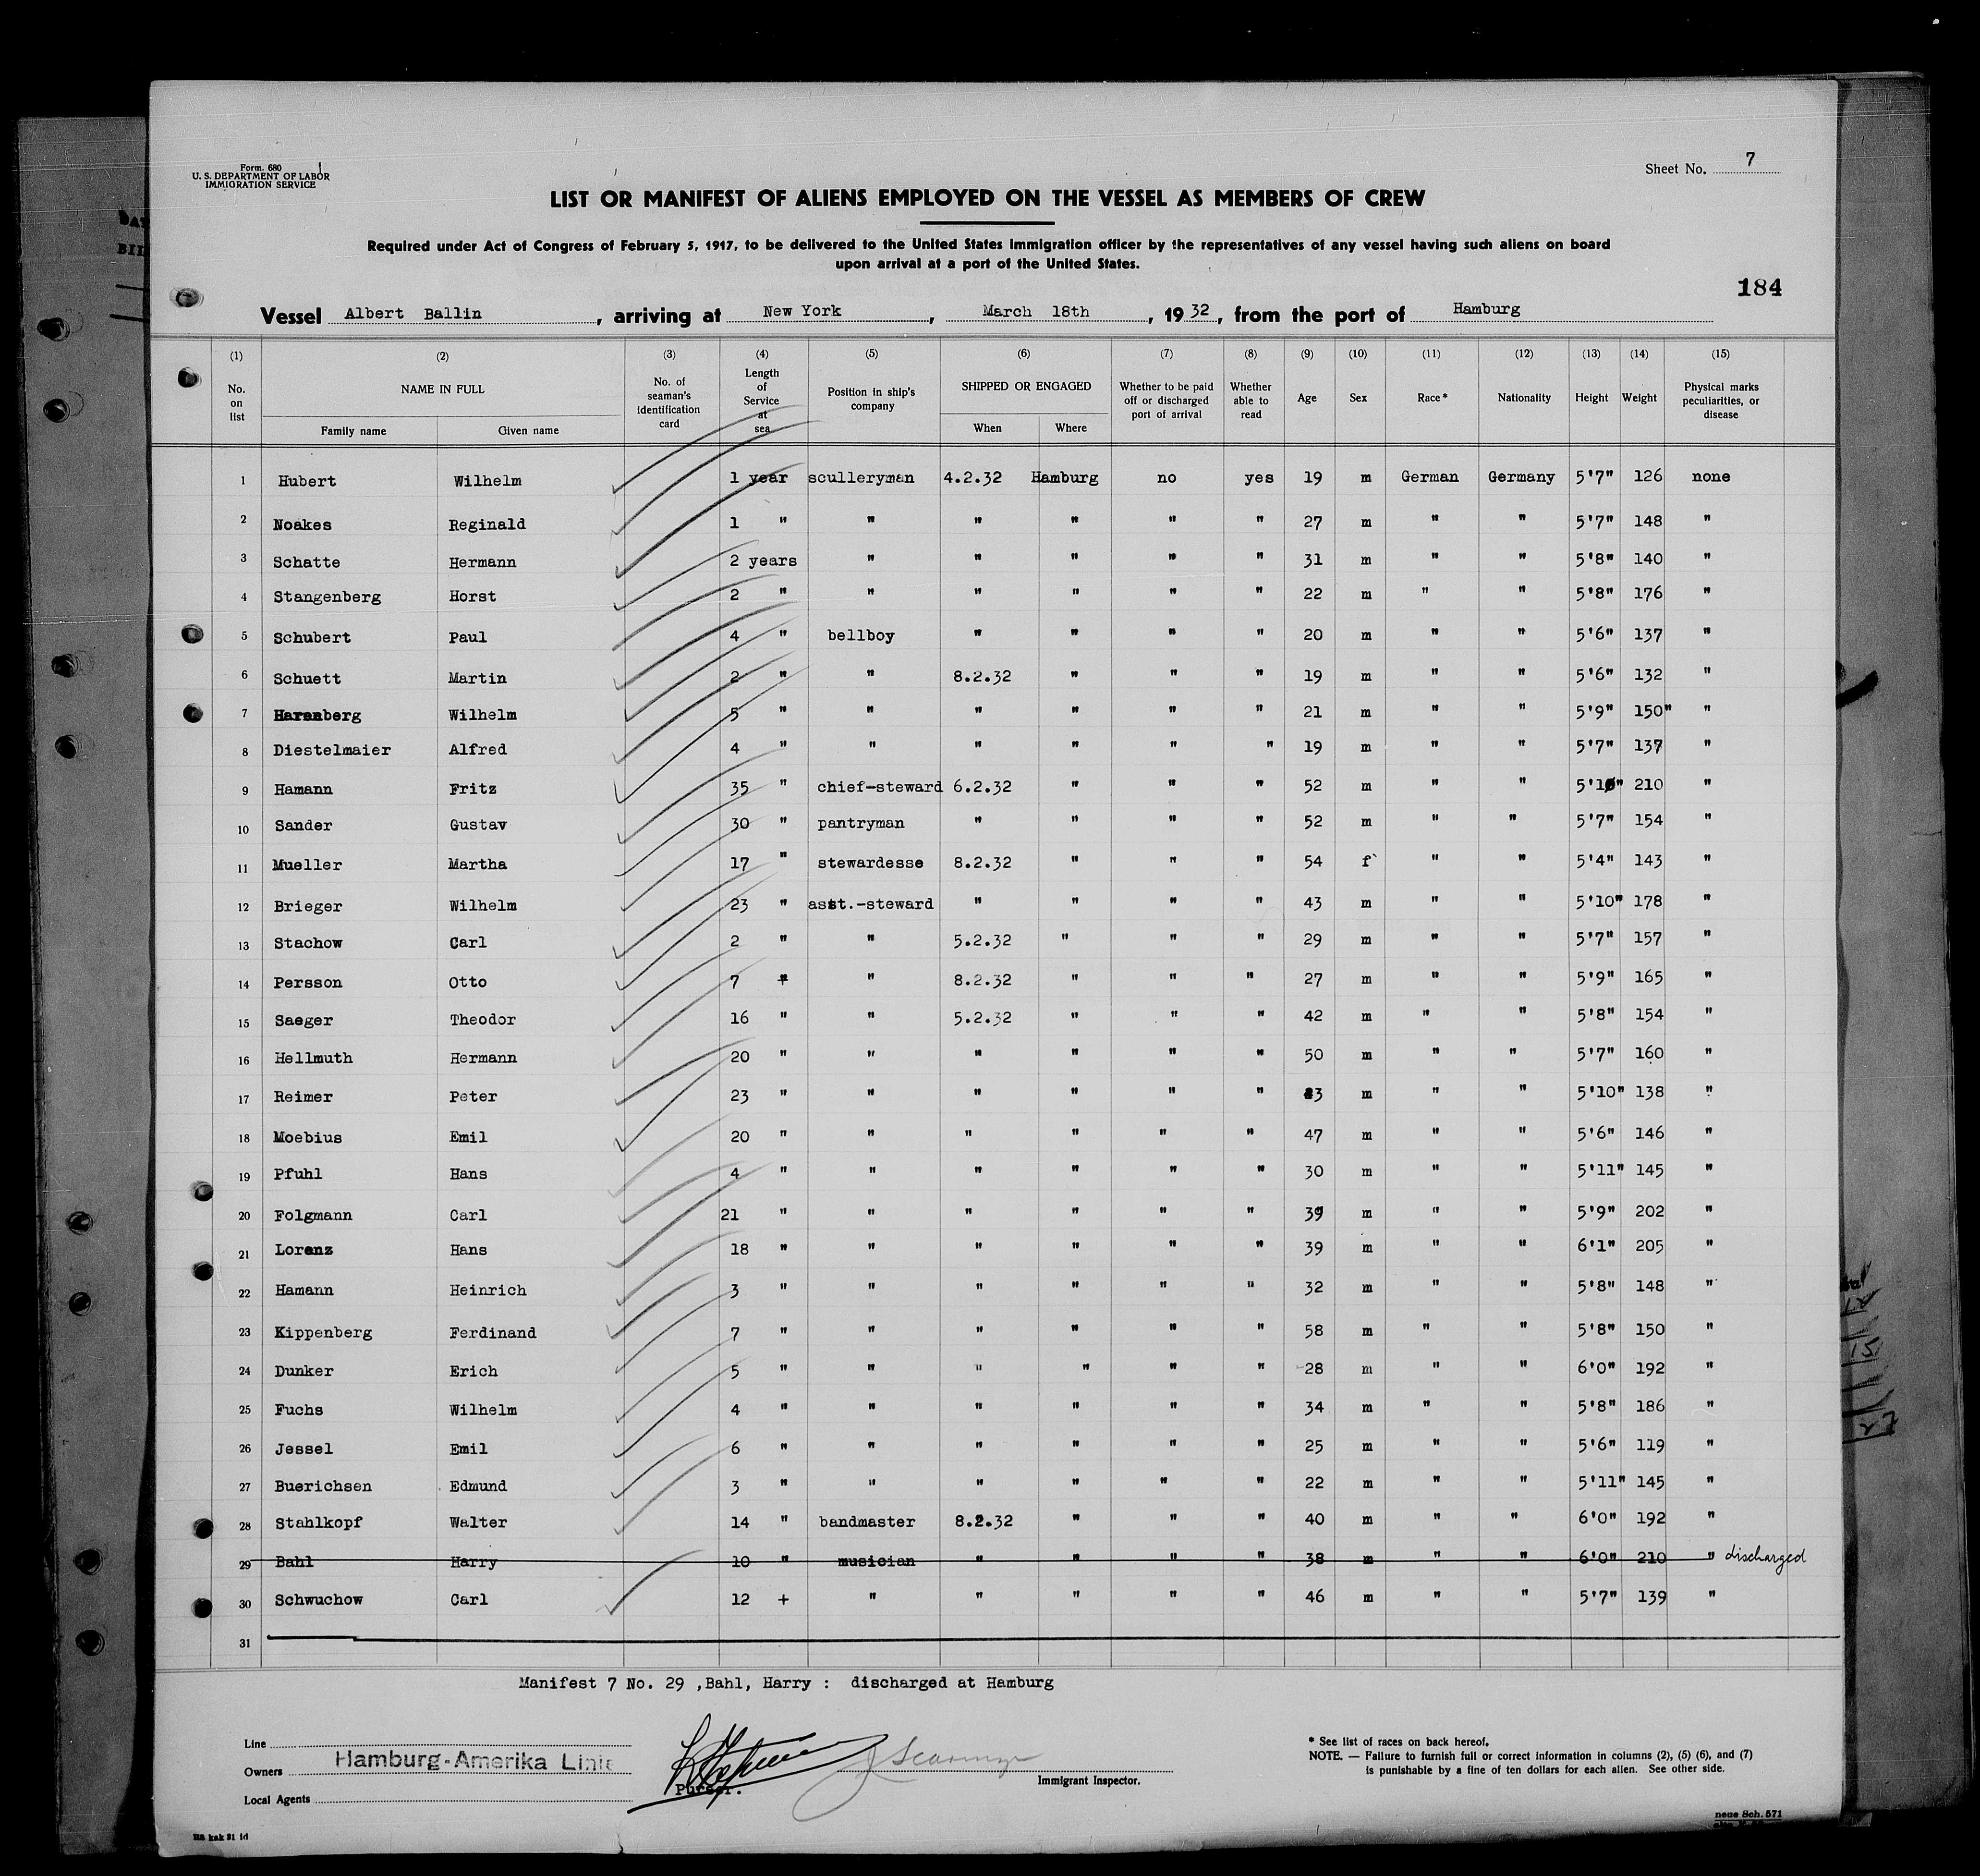 Form. 680
U. S. DEPARTMENT OF LABOR
IMMIGRATION SERVICE
Sheet No. 7
LIST OR MANIFEST OF ALIENS EMPLOYED ON THE VESSEL AS MEMBERS OF CREW
Required under Act of Congress of February 5, 1917, to be delivered to the United States Immigration officer by the representatives of any vessel having such aliens on board
upon arrival at a port of the United States.
184
Vessel Albert Ballin, arriving at New York, March 18th, 19 32, from the port of Hamburg
(1) (2) (3) (4) (5) (6) (7) (8) (9) (10) (11) (12) (13) (14) (15)
No. on list NAME IN FULL Family name Given name No. of seaman's identification card Length of Service at sea Position in ship's company SHIPPED OR ENGAGED When Where Whether to be paid off or discharged port of arrival Whether able to read Age Sex Race* Nationality Height Weight Physical marks peculiarities, or disease
1 Hubert Wilhelm 1 year sculleryman 4.2.32 Hamburg no yes 19 m German Germany 5'7" 126 none
2 Noakes Reginald 1 " " " " " " 27 m " " 5'7" 148 "
3 Schatte Hermann 2 years " " " " " 31 m " " 5'8" 140 "
4 Stangenberg Horst 2 " " " " " " 22 m " " 5'8" 176 "
5 Schubert Paul 4 " bellboy " " " " 20 m " " 5'6" 137 "
6 Schuett Martin 2 " " 8.2.32 " " " 19 m " " 5'6" 132 "
7 Harenberg Wilhelm 5 " " " " " " 21 m " " 5'9" 150" "
8 Diestelmaier Alfred 4 " " " " " " 19 m " " 5'7" 137 "
9 Hamann Fritz 35 " chief-steward 6.2.32 " " " 52 m " " 5'10" 210 "
10 Sander Gustav 30 " pantryman " " " " 52 m " " 5'7" 154 "
11 Mueller Martha 17 " stewardesse 8.2.32 " " " 54 f " " 5'4" 143 "
12 Brieger Wilhelm 23 " asst.-steward " " " " 43 m " " 5'10" 178 "
13 Stachow Carl 2 " " 5.2.32 " " " 29 m " " 5'7" 157 "
14 Persson Otto 7 + " 8.2.32 " " " 27 m " " 5'9" 165 "
15 Saeger Theodor 16 " " 5.2.32 " " " 42 m " " 5'8" 154 "
16 Hellmuth Hermann 20 " " " " " " 50 m " " 5'7" 160 "
17 Reimer Peter 23 " " " " " " 43 m " " 5'10" 138 "
18 Moebius Emil 20 " " " " " " 47 m " " 5'6" 146 "
19 Pfuhl Hans 4 " " " " " " 30 m " " 5'11" 145 "
20 Folgmann Carl 21 " " " " " " 39 m " " 5'9" 202 "
21 Lorenz Hans 18 " " " " " " 39 m " " 6'1" 205 "
22 Hamann Heinrich 3 " " " " " " 32 m " " 5'8" 148 "
23 Kippenberg Ferdinand 7 " " " " " " 58 m " " 5'8" 150 "
24 Dunker Erich 5 " " " " " " 28 m " " 6'0" 192 "
25 Fuchs Wilhelm 4 " " " " " " 34 m " " 5'8" 186 "
26 Jessel Emil 6 " " " " " " 25 m " " 5'6" 119 "
27 Buerichsen Edmund 3 " " " " " " 22 m " " 5'11" 145 "
28 Stahlkopf Walter 14 " bandmaster 8.2.32 " " " 40 m " " 6'0" 192 "
29 Bahl Harry 10 " musician " " " " 38 m " " 6'0" 210 " discharged
30 Schwuchow Carl 12 + " " " " " 46 m " " 5'7" 139 "
31
Manifest 7 No. 29 ,Bahl, Harry : discharged at Hamburg
Line
Owners Hamburg-Amerika Linie
Local Agents
Purser.
Immigrant Inspector.
* See list of races on back hereof.
NOTE. — Failure to furnish full or correct information in columns (2), (5) (6), and (7)
is punishable by a fine of ten dollars for each alien. See other side.
neue Sch. 571